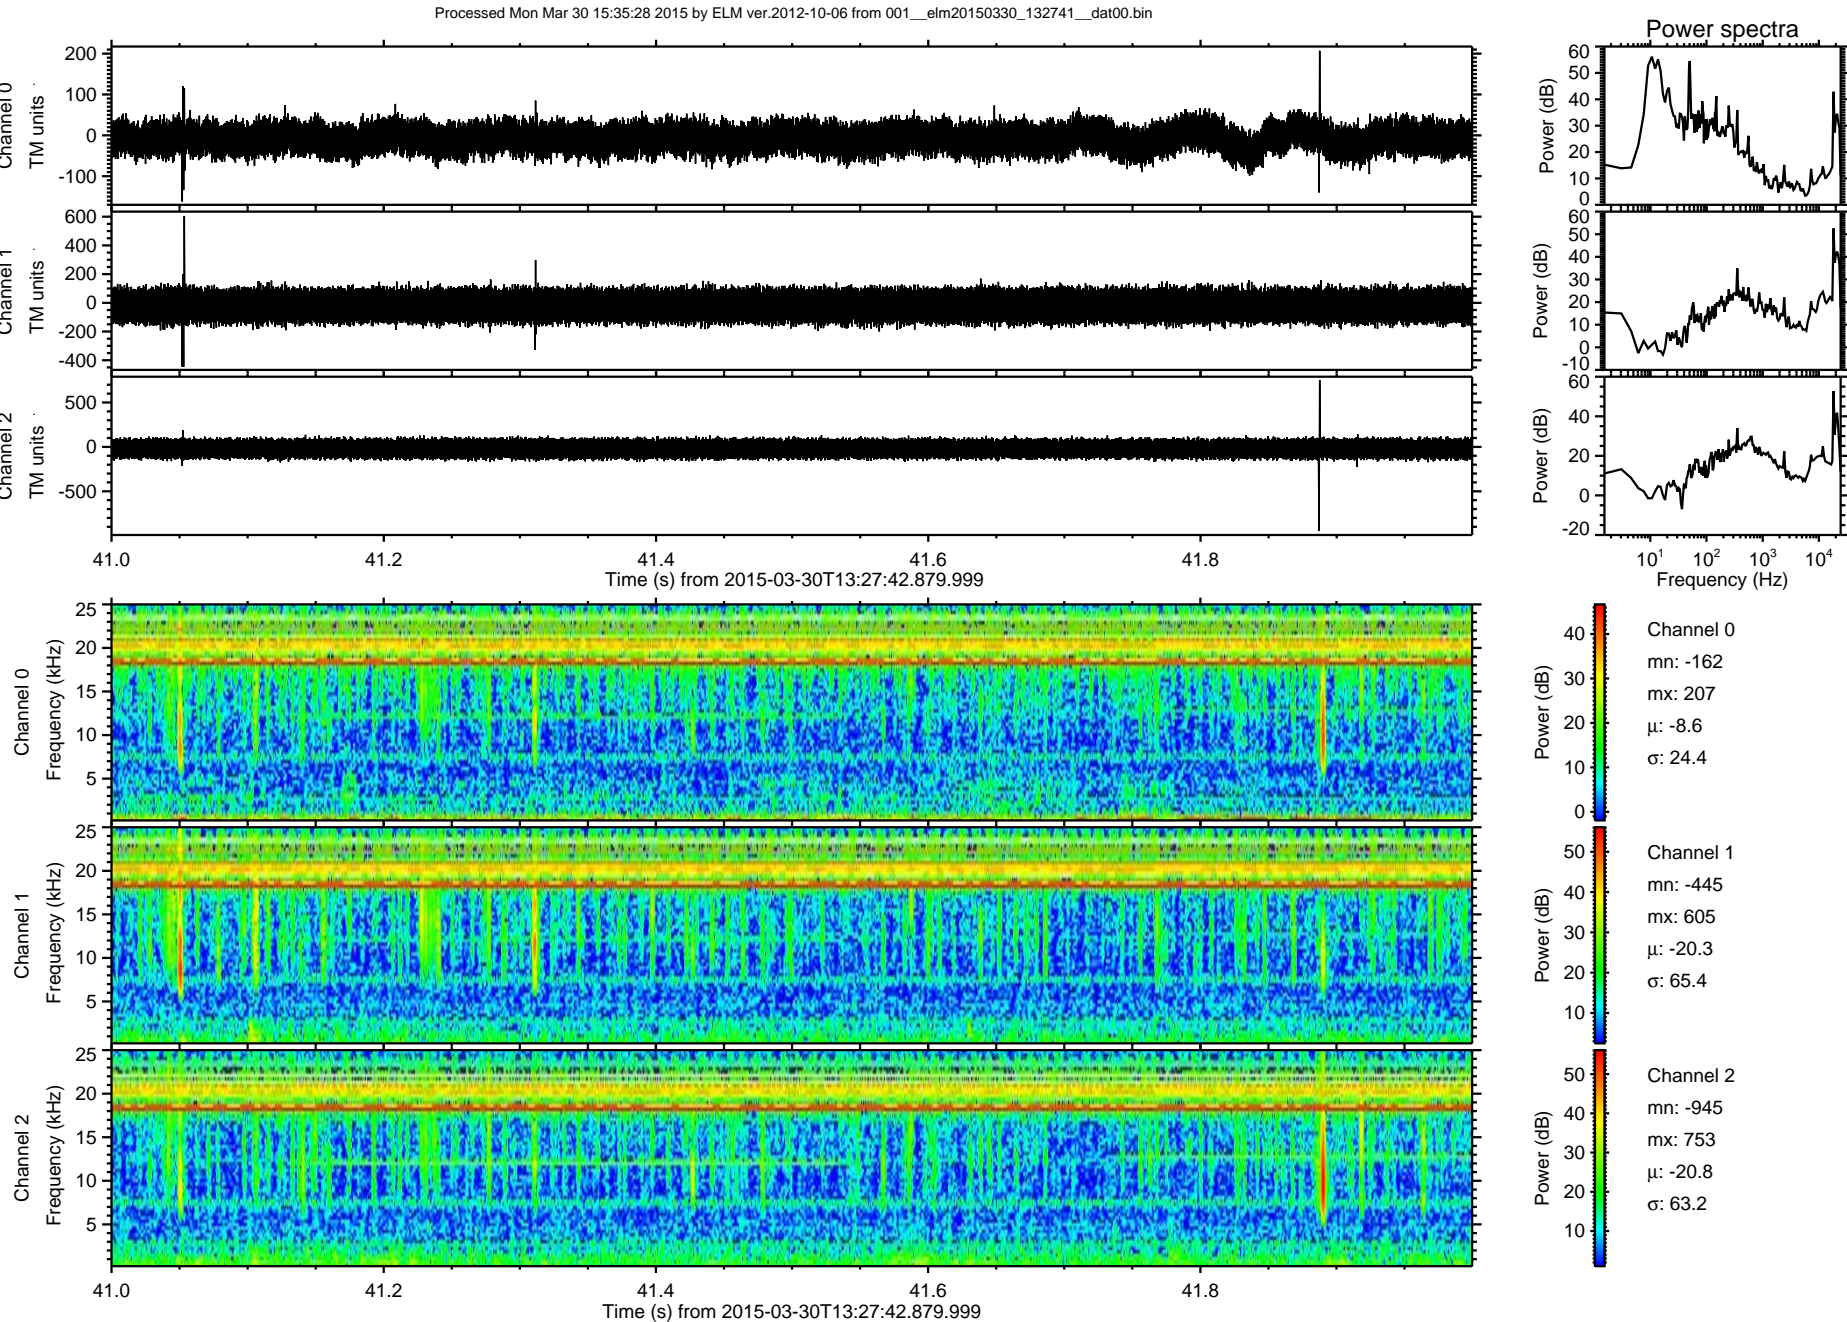 Processed Mon Mar 30 15:35:28 2015 by ELM ver.2012-10-06 from 001__elm20150330_132741__dat00.bin
Power spectra
Channel 0
TM units
200
100
0
-100
Power (dB)
60
50
40
30
20
10
0
Channel 1
TM units
600
400
200
0
-200
-400
Power (dB)
60
50
40
30
20
10
0
-10
Channel 2
TM units
500
0
-500
Power (dB)
60
40
20
0
-20
41.0 41.2 41.4 41.6 41.8
Time (s) from 2015-03-30T13:27:42.879.999
10^1 10^2 10^3 10^4
Frequency (Hz)
Channel 0
Frequency (kHz)
25
20
15
10
5
Power (dB)
40
30
20
10
0
Channel 0
mn: -162
mx: 207
μ: -8.6
σ: 24.4
Channel 1
Frequency (kHz)
25
20
15
10
5
Power (dB)
50
40
30
20
10
Channel 1
mn: -445
mx: 605
μ: -20.3
σ: 65.4
Channel 2
Frequency (kHz)
25
20
15
10
5
Power (dB)
50
40
30
20
10
Channel 2
mn: -945
mx: 753
μ: -20.8
σ: 63.2
41.0 41.2 41.4 41.6 41.8
Time (s) from 2015-03-30T13:27:42.879.999